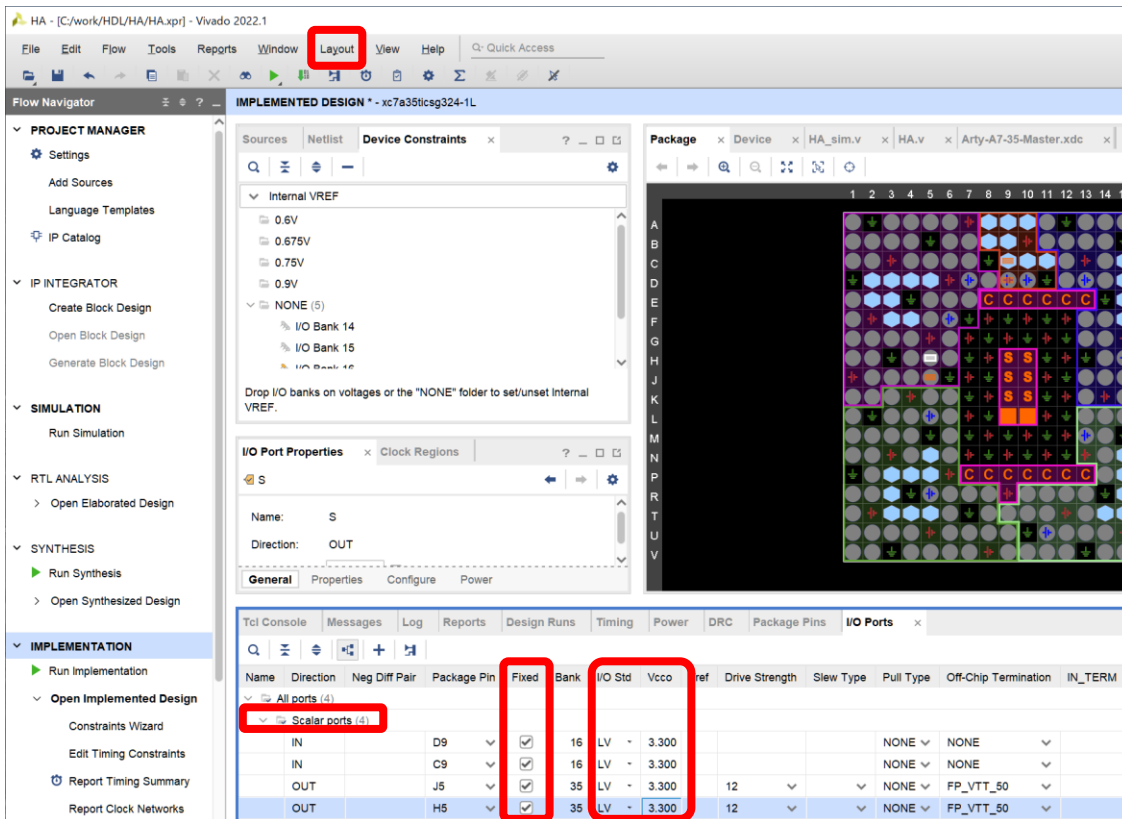 HA - [C:/work/HDL/HA/HA.xpr] - Vivado 2022.1
File Edit Flow Tools Reports Window Layout View Help Q- Quick Access
Flow Navigator ? _
PROJECT MANAGER
Settings
Add Sources
Language Templates
IP Catalog
IP INTEGRATOR
Create Block Design
Open Block Design
Generate Block Design
SIMULATION
Run Simulation
RTL ANALYSIS
Open Elaborated Design
SYNTHESIS
Run Synthesis
Open Synthesized Design
IMPLEMENTATION
Run Implementation
Open Implemented Design
Constraints Wizard
Edit Timing Constraints
Report Timing Summary
Report Clock Networks
IMPLEMENTED DESIGN * - xc7a35ticsg324-1L
Sources Netlist Device Constraints × ? _
Internal VREF
0.6V
0.675V
0.75V
0.9V
NONE (5)
I/O Bank 14
I/O Bank 15
I/O Bank 16
Drop I/O banks on voltages or the "NONE" folder to set/unset Internal
VREF.
I/O Port Properties × Clock Regions ? _
S
Name: S
Direction: OUT
General Properties Configure Power
Package × Device × HA_sim.v × HA.v × Arty-A7-35-Master.xdc ×
1 2 3 4 5 6 7 8 9 10 11 12 13 14
A
B
C
D
E C C C C C C
F
G
H S S
J S S
K S S
L
M
N
P C C C C C C C
R
T
U
V
Tcl Console Messages Log Reports Design Runs Timing Power DRC Package Pins I/O Ports ×
Name Direction Neg Diff Pair Package Pin Fixed Bank I/O Std Vcco ref Drive Strength Slew Type Pull Type Off-Chip Termination IN_TERM
All ports (4)
Scalar ports (4)
IN D9 16 LV 3.300 NONE NONE
IN C9 16 LV 3.300 NONE NONE
OUT J5 35 LV 3.300 12 NONE FP_VTT_50
OUT H5 35 LV 3.300 12 NONE FP_VTT_50